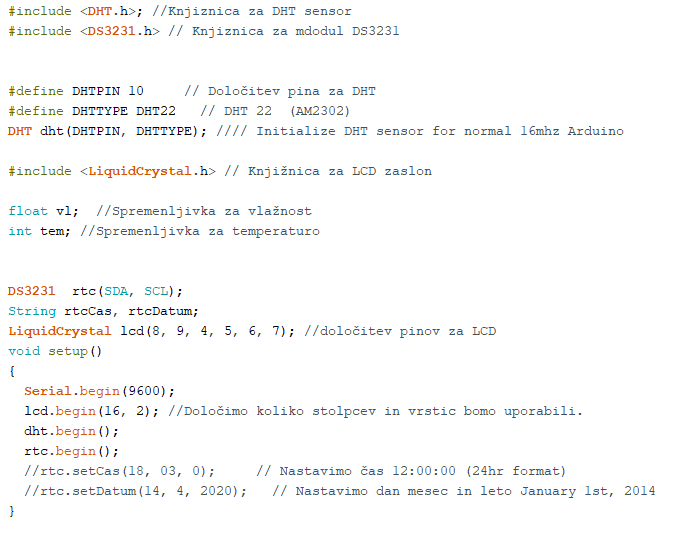 #include <DHT.h>; //Knjiznica za DHT sensor
#include <DS3231.h> // Knjiznica za mdodul DS3231
#define DHTPIN 10     // Določitev pina za DHT
#define DHTTYPE DHT22   // DHT 22  (AM2302)
DHT dht(DHTPIN, DHTTYPE); //// Initialize DHT sensor for normal 16mhz Arduino
#include <LiquidCrystal.h> // Knjižnica za LCD zaslon
float vl;  //Spremenljivka za vlažnost
int tem; //Spremenljivka za temperaturo
DS3231  rtc(SDA, SCL);
String rtcCas, rtcDatum;
LiquidCrystal lcd(8, 9, 4, 5, 6, 7); //določitev pinov za LCD
void setup()
{
  Serial.begin(9600);
  lcd.begin(16, 2); //Določimo koliko stolpcev in vrstic bomo uporabili.
  dht.begin();
  rtc.begin();
  //rtc.setCas(18, 03, 0);     // Nastavimo čas 12:00:00 (24hr format)
  //rtc.setDatum(14, 4, 2020);   // Nastavimo dan mesec in leto January 1st, 2014
}